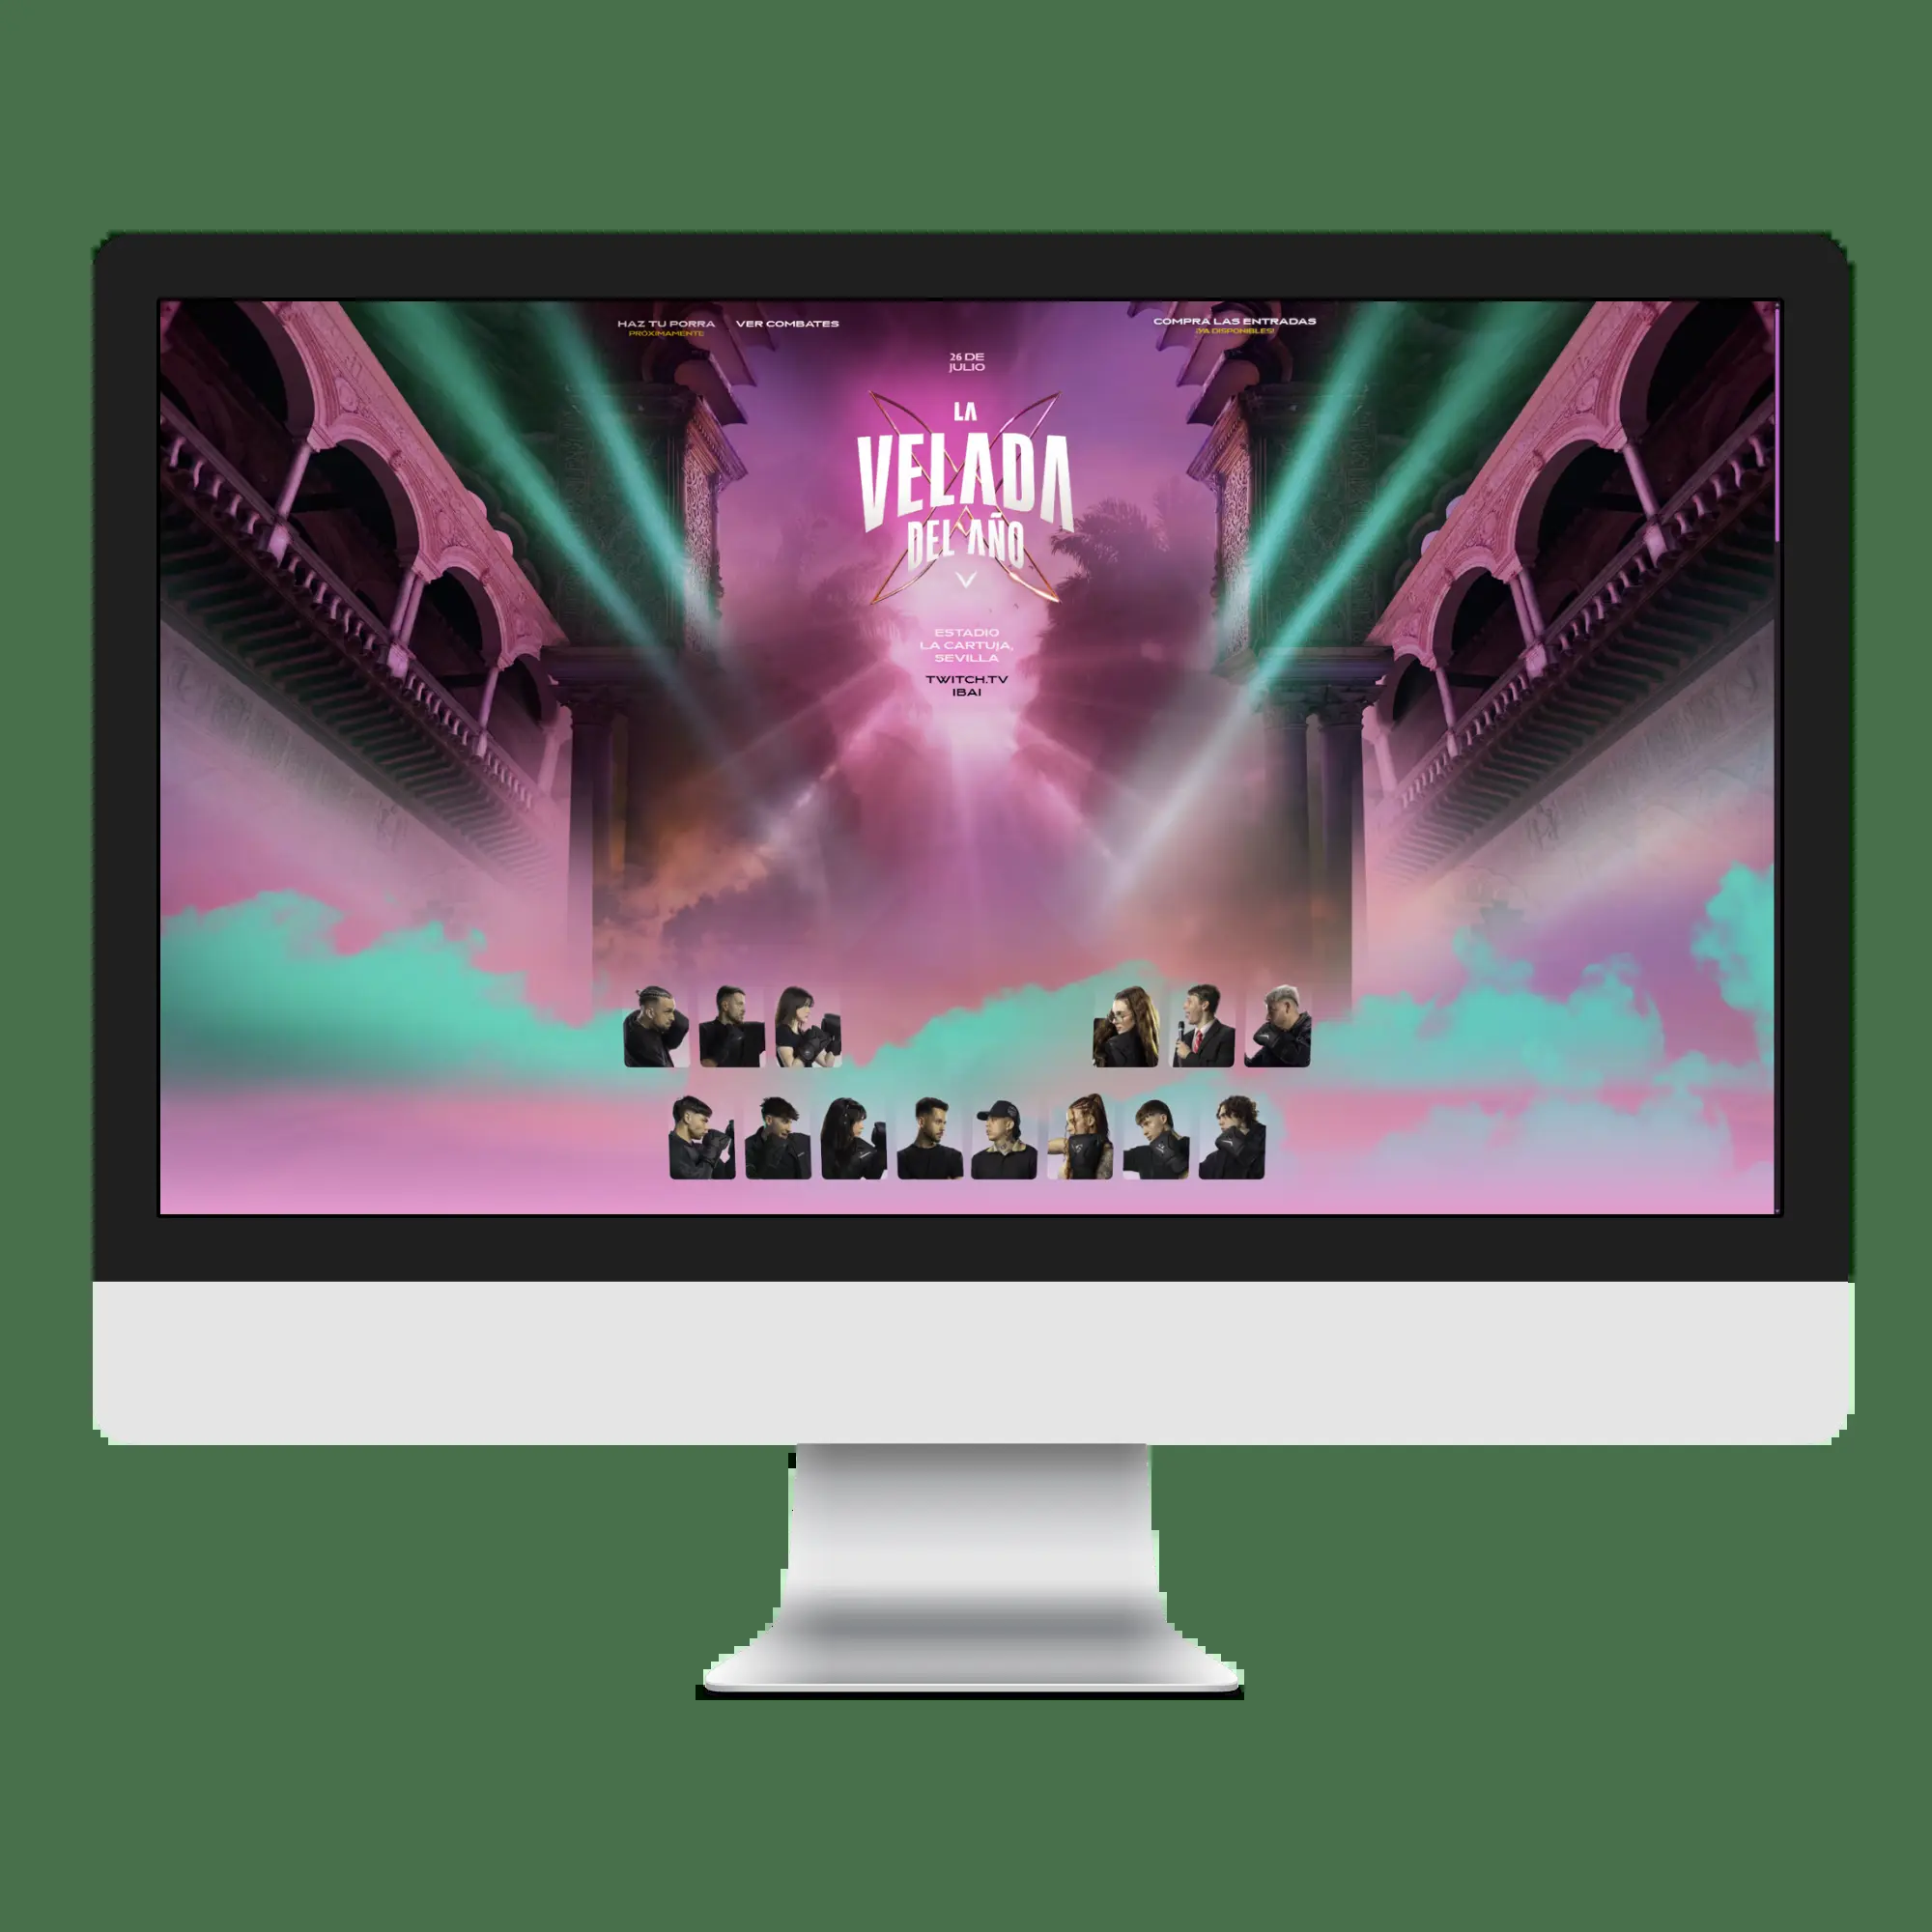 HAZ TU PORRA
PRÓXIMAMENTE
VER COMBATES
COMPRA LAS ENTRADAS
¡YA DISPONIBLES!
26 DE
JULIO
LA
VELADA
DEL AÑO
V
ESTADIO
LA CARTUJA,
SEVILLA
TWITCH.TV
IBAI